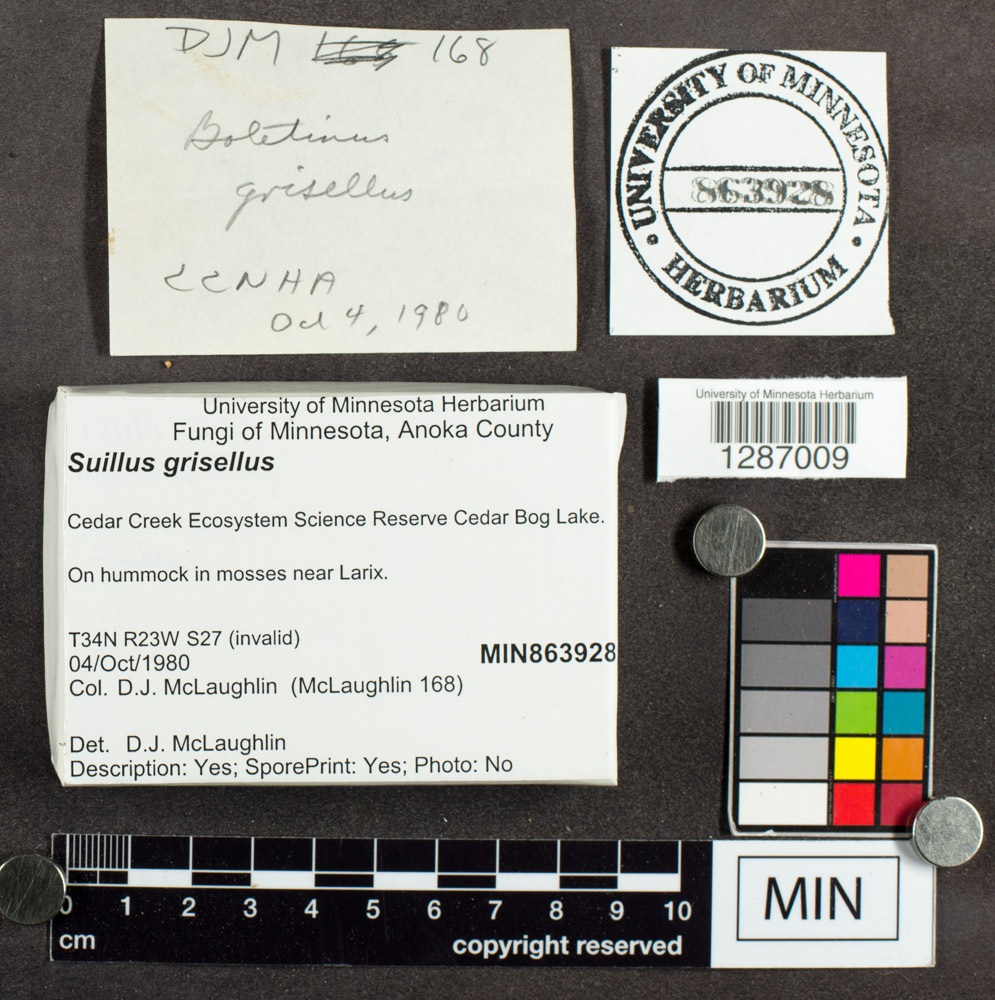 DJM 168
Boletinus
grisellus
CCNHA
Oct 4, 1980
UNIVERSITY OF MINNESOTA
863928
• HERBARIUM •
University of Minnesota Herbarium
Fungi of Minnesota, Anoka County
Suillus grisellus
Cedar Creek Ecosystem Science Reserve Cedar Bog Lake.
On hummock in mosses near Larix.
T34N R23W S27 (invalid)
04/Oct/1980
MIN863928
Col. D.J. McLaughlin (McLaughlin 168)
Det. D.J. McLaughlin
Description: Yes; SporePrint: Yes; Photo: No
University of Minnesota Herbarium
1287009
0 1 2 3 4 5 6 7 8 9 10
cm
copyright reserved
MIN